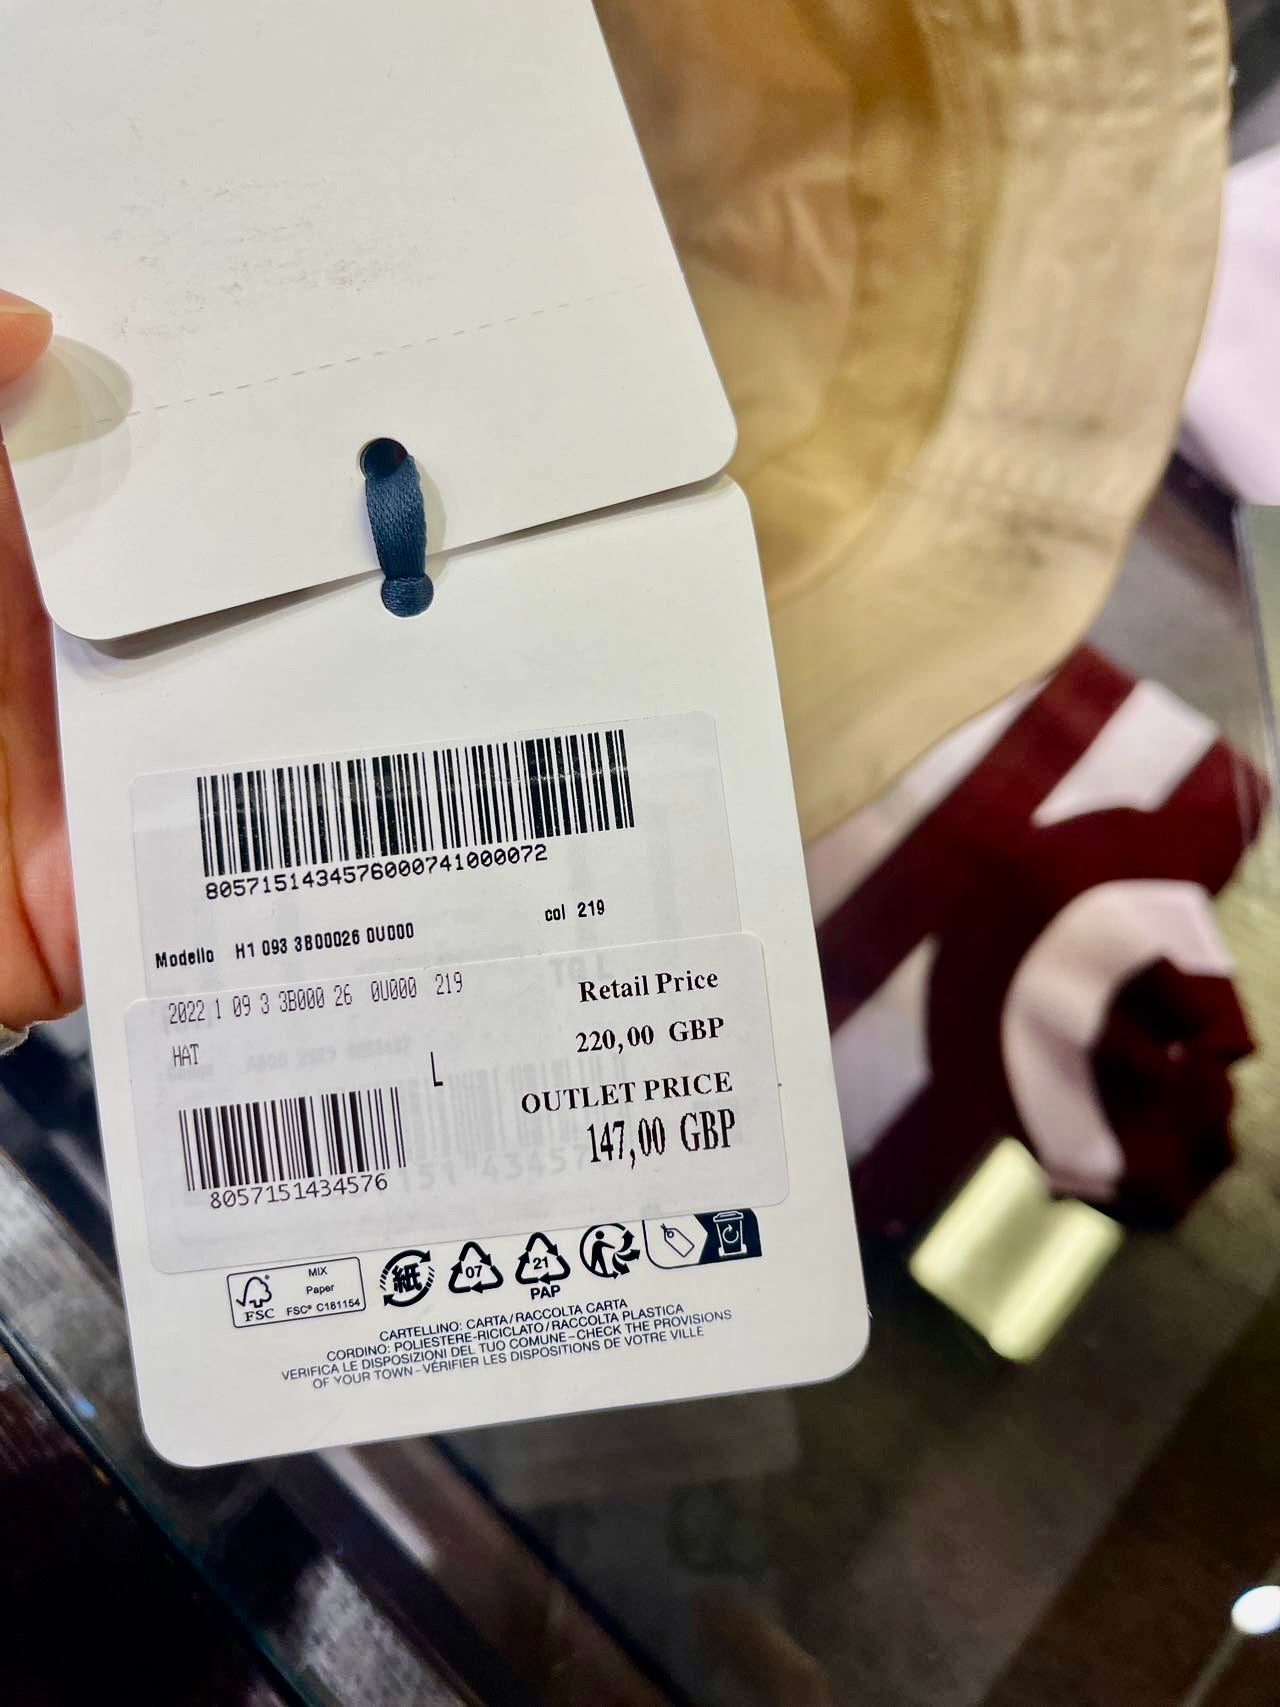 8057151434576000741000072
col 219
Modello H1 093 3B00026 0U000
2022 1 09 3 3B000 26 0U000 219
HAT
L
8057151434576
Retail Price
220,00 GBP
OUTLET PRICE
147,00 GBP
FSC
MIX
Paper
FSC® C181154
紙
07
21
PAP
CARTELLINO: CARTA/RACCOLTA CARTA
CORDINO: POLIESTERE-RICICLATO/RACCOLTA PLASTICA
VERIFICA LE DISPOSIZIONI DEL TUO COMUNE-CHECK THE PROVISIONS
OF YOUR TOWN-VÉRIFIER LES DISPOSITIONS DE VOTRE VILLE